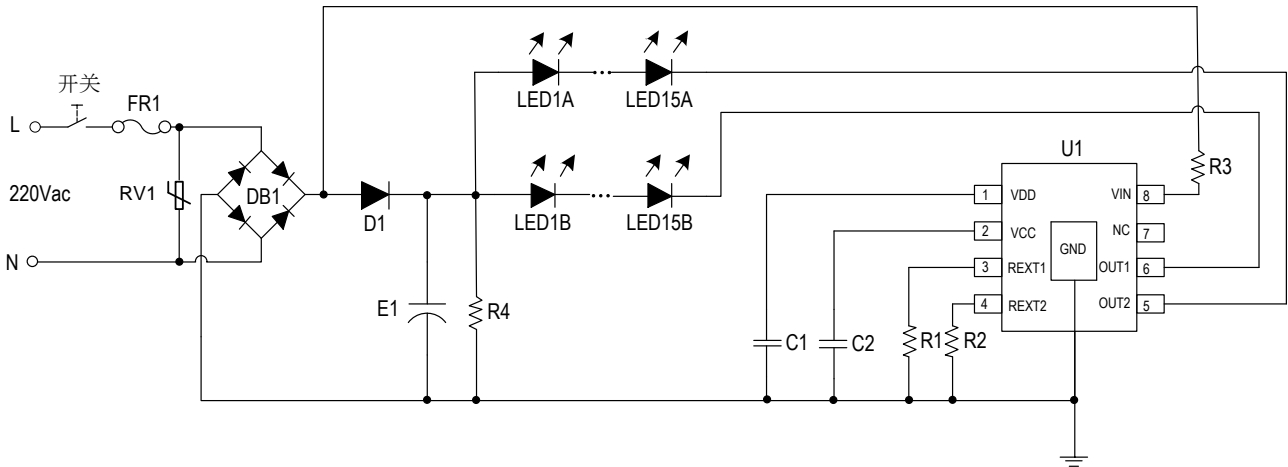 开关
L
FR1
220Vac
RV1
DB1
N
D1
E1
R4
LED1A
LED15A
LED1B
LED15B
C1
C2
R1
R2
U1
R3
1 VDD
2 VCC
3 REXT1
4 REXT2
GND
VIN 8
NC 7
OUT1 6
OUT2 5